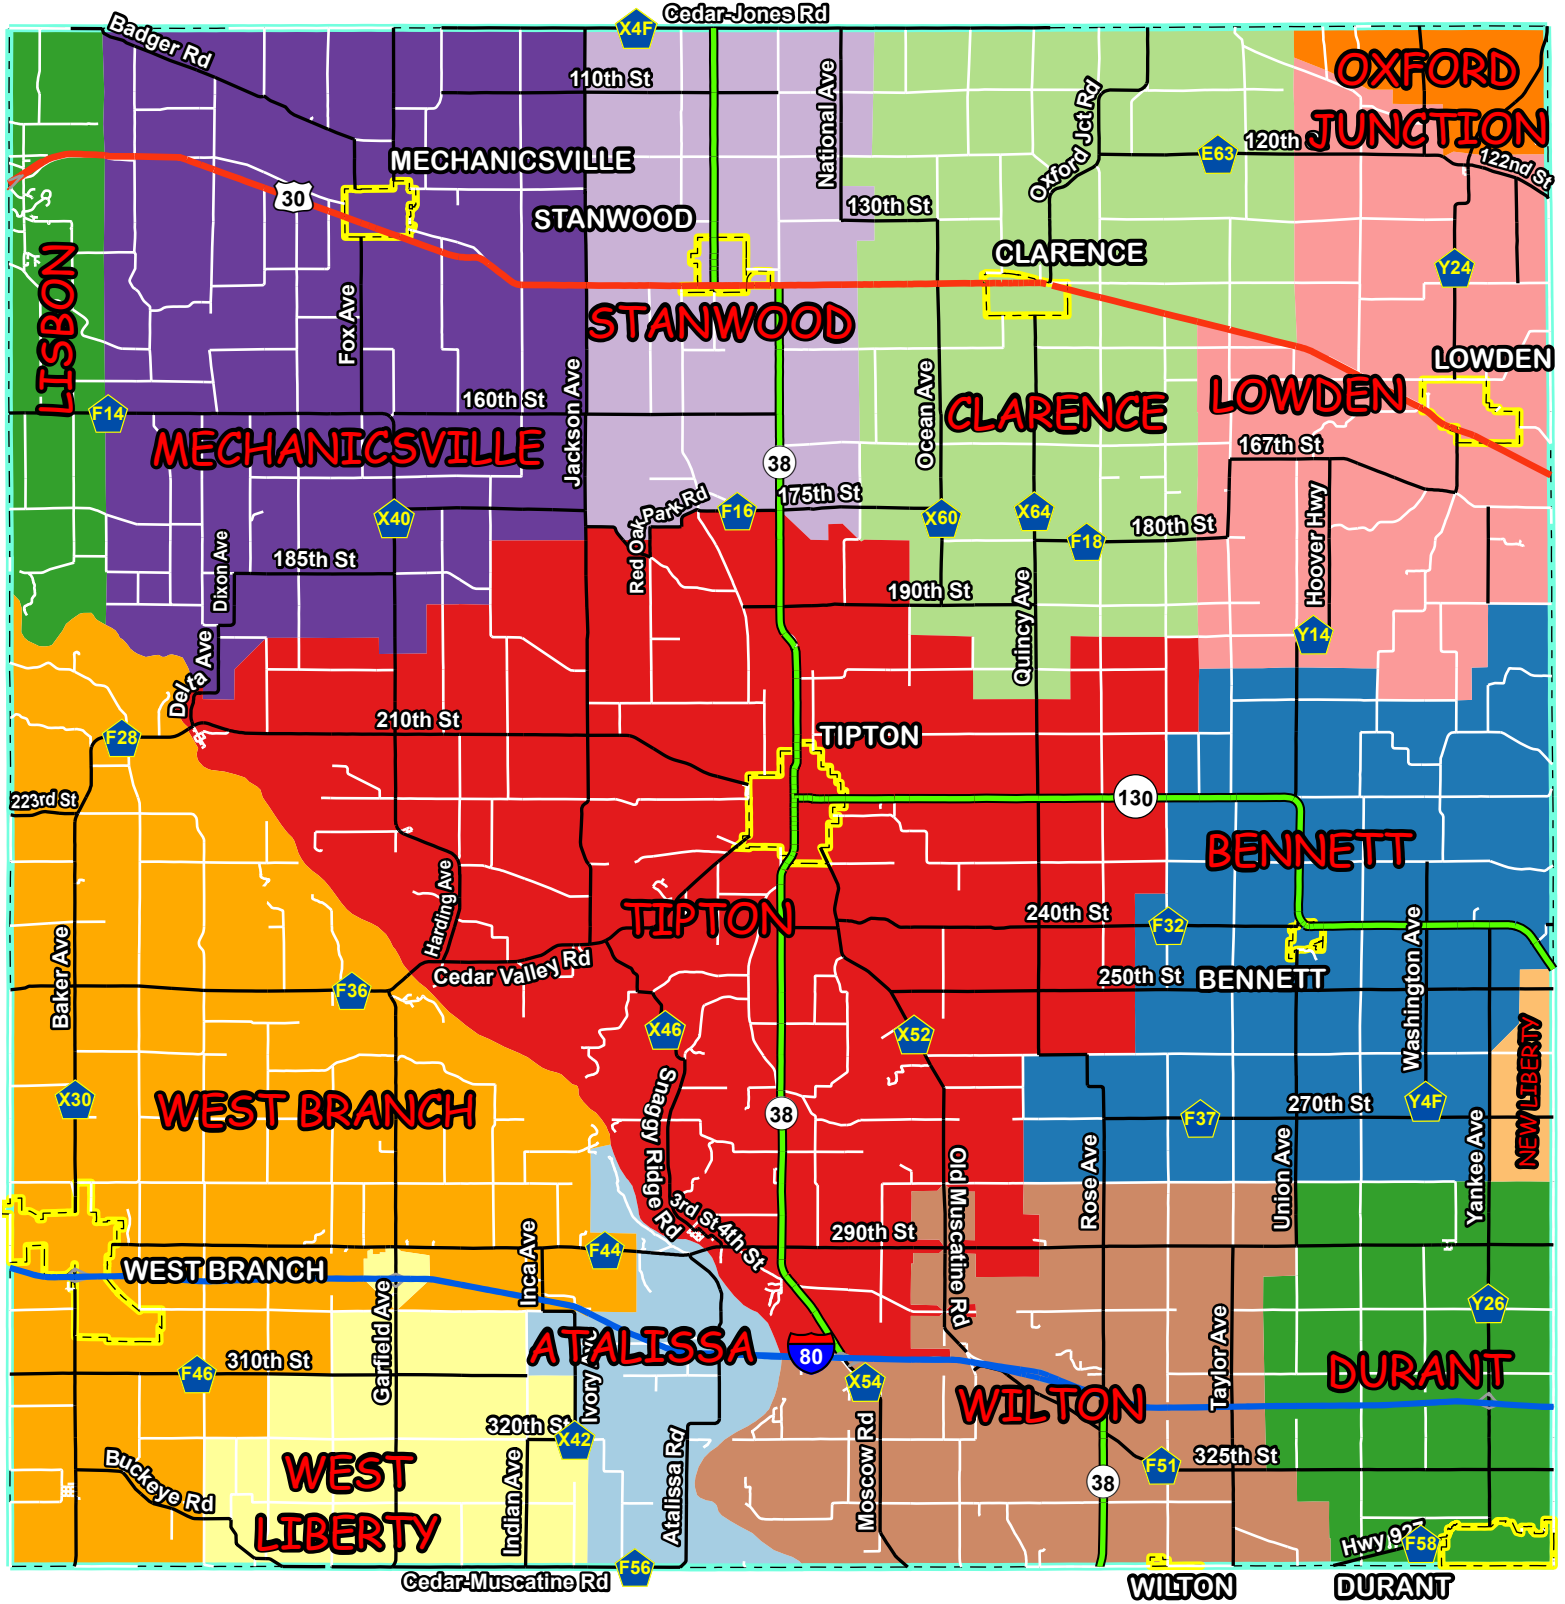 Cedar-Jones Rd
X4F
Badger Rd
OXFORD
JUNCTION
110th St
National Ave
Oxford Jct Rd
E63
120th
122nd St
MECHANICSVILLE
30
STANWOOD
130th St
CLARENCE
Y24
LISBON
Fox Ave
STANWOOD
LOWDEN
Jackson Ave
Ocean Ave
LOWDEN
CLARENCE
F14
160th St
MECHANICSVILLE
38
167th St
Red Oak Park Rd
F16
175th St
X40
X60
X64
F18
180th St
Hoover Hwy
Dixon Ave
185th St
190th St
Quincy Ave
Y14
Delta Ave
210th St
F28
TIPTON
223rd St
130
BENNETT
Harding Ave
TIPTON
240th St
F32
Washington Ave
Baker Ave
Cedar Valley Rd
250th St
BENNETT
F36
X46
X52
NEW LIBERTY
X30
WEST BRANCH
Snaggy Ridge Rd
38
F37
270th St
Y4F
Old Muscatine Rd
Rose Ave
Union Ave
Yankee Ave
3rd St
4th St
290th St
Inca Ave
F44
WEST BRANCH
Garfield Ave
Y26
ATALISSA
80
Taylor Ave
DURANT
F46
310th St
Ivory Ave
X54
WILTON
320th St
X42
Moscow Rd
Buckeye Rd
WEST
LIBERTY
Indian Ave
Atalissa Rd
F51
325th St
38
Hwy 927
F58
F56
Cedar-Muscatine Rd
WILTON
DURANT